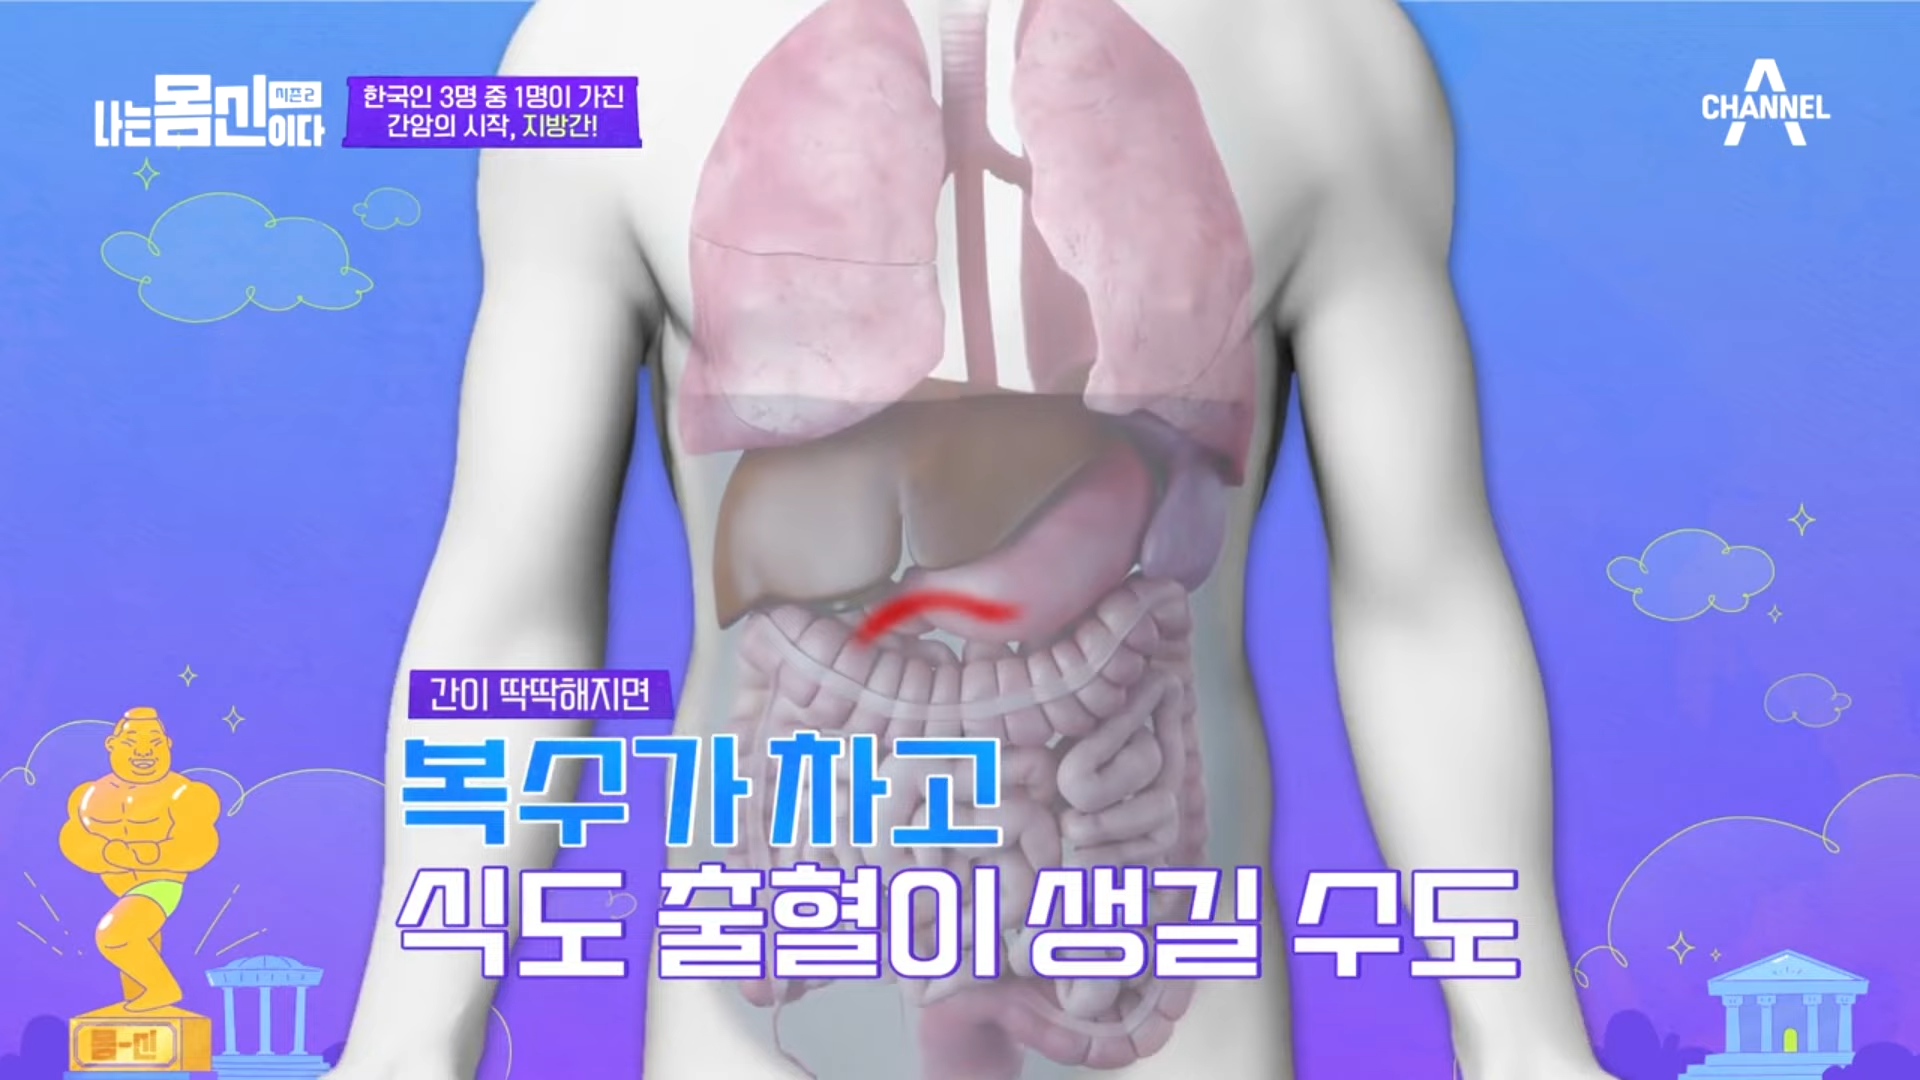 나는 몸신이다
시즌2
한국인 3명 중 1명이 가진
간암의 시작, 지방간!
CHANNEL A
간이 딱딱해지면
복수가 차고
식도 출혈이 생길 수도
몸-신